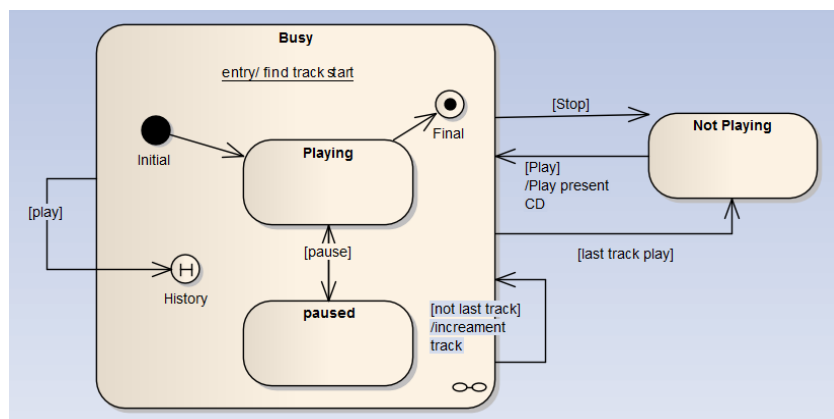 Busy
entry/ find track start
[Stop]
Not Playing
Final
Initial
Playing
[Play]
/Play present
CD
[play]
[pause]
[last track play]
History
paused
[not last track]
/increament
track
H